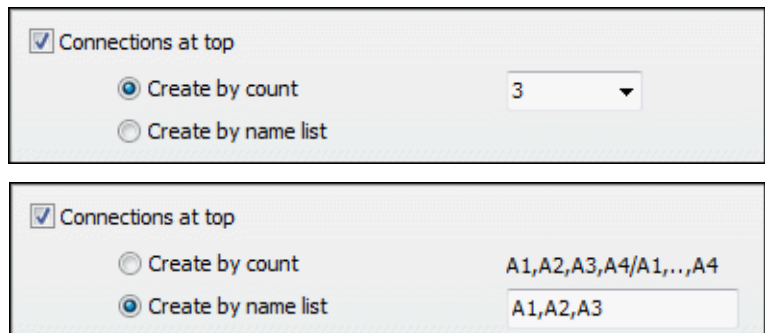 Connections at top
Create by count 3
Create by name list
Connections at top
Create by count A1,A2,A3,A4/A1,..,A4
Create by name list A1,A2,A3